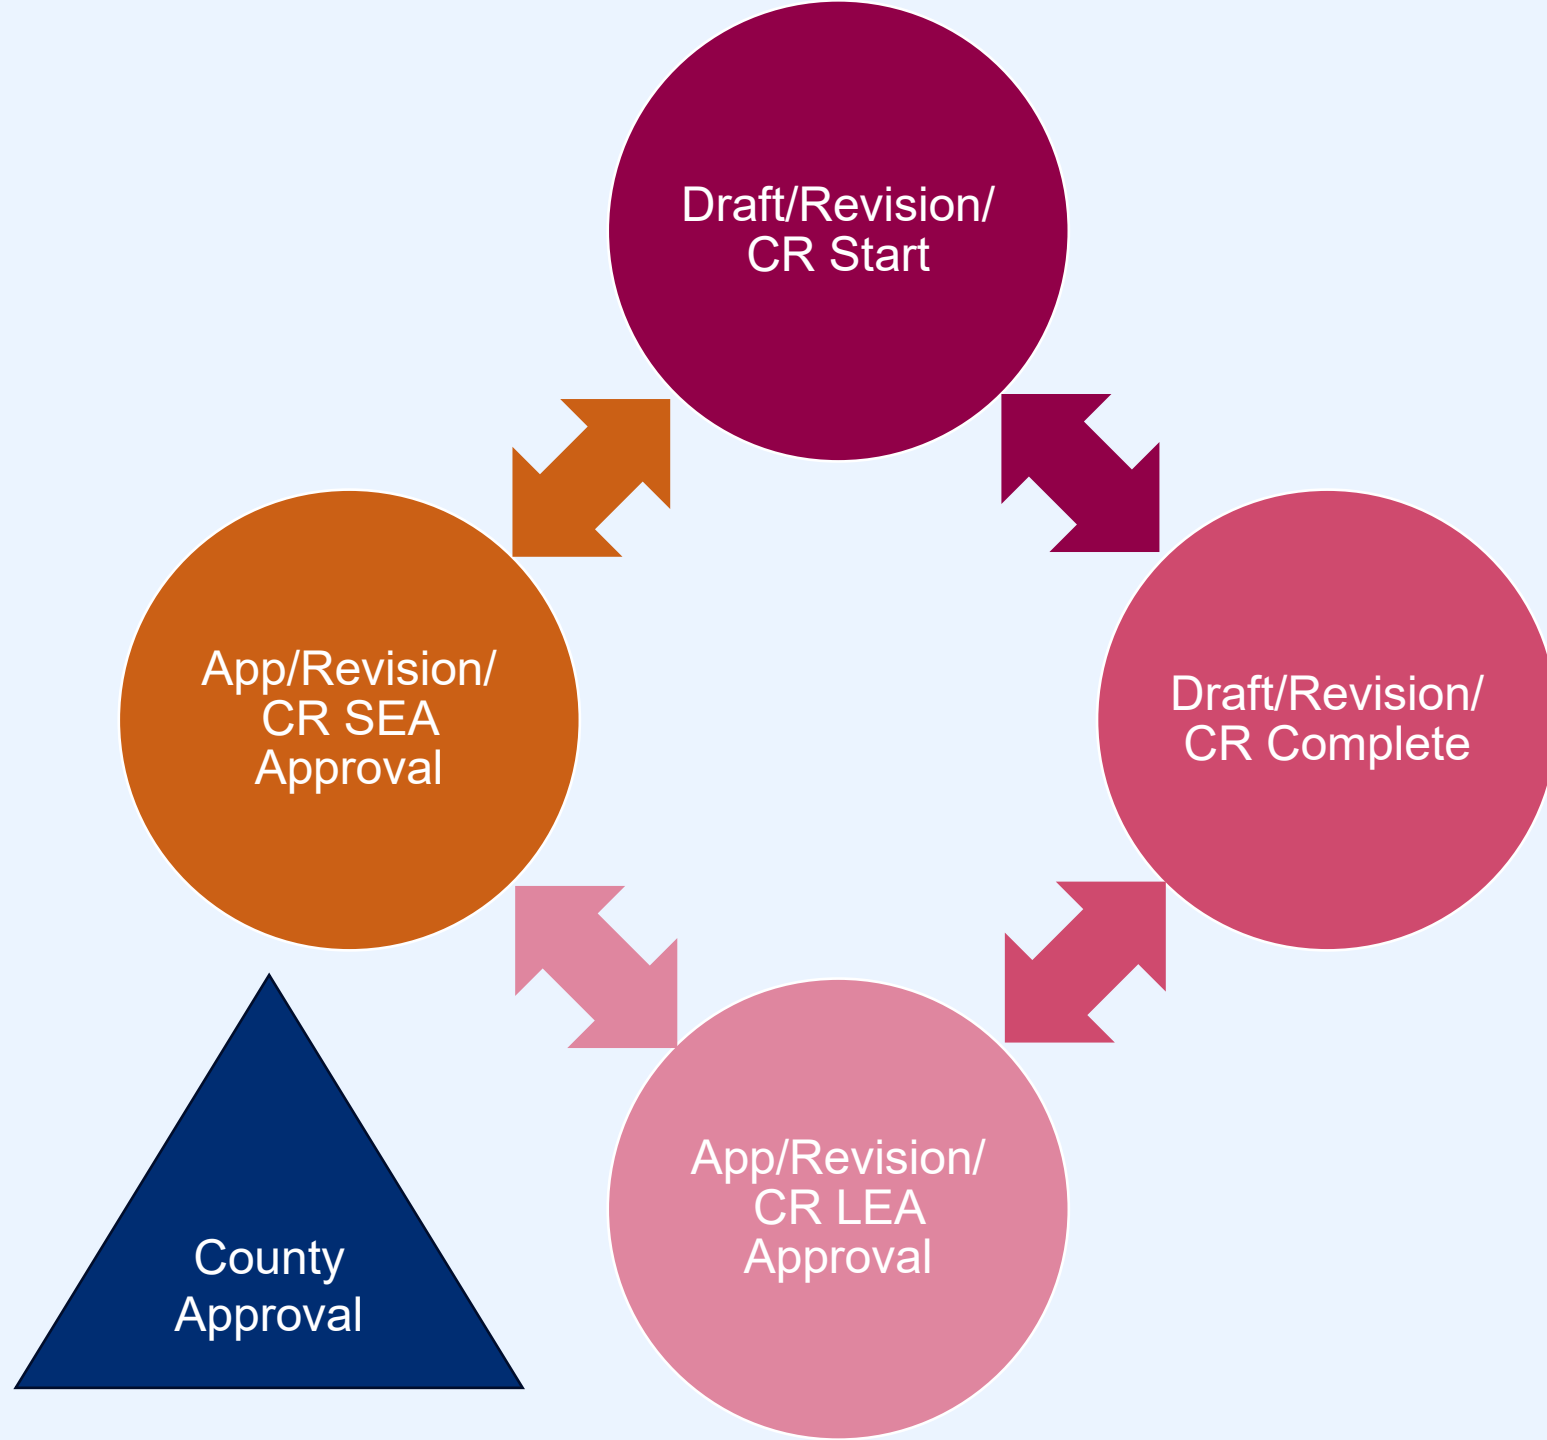 Draft/Revision/
CR Start
App/Revision/
CR SEA
Approval
Draft/Revision/
CR Complete
App/Revision/
CR LEA
Approval
County
Approval